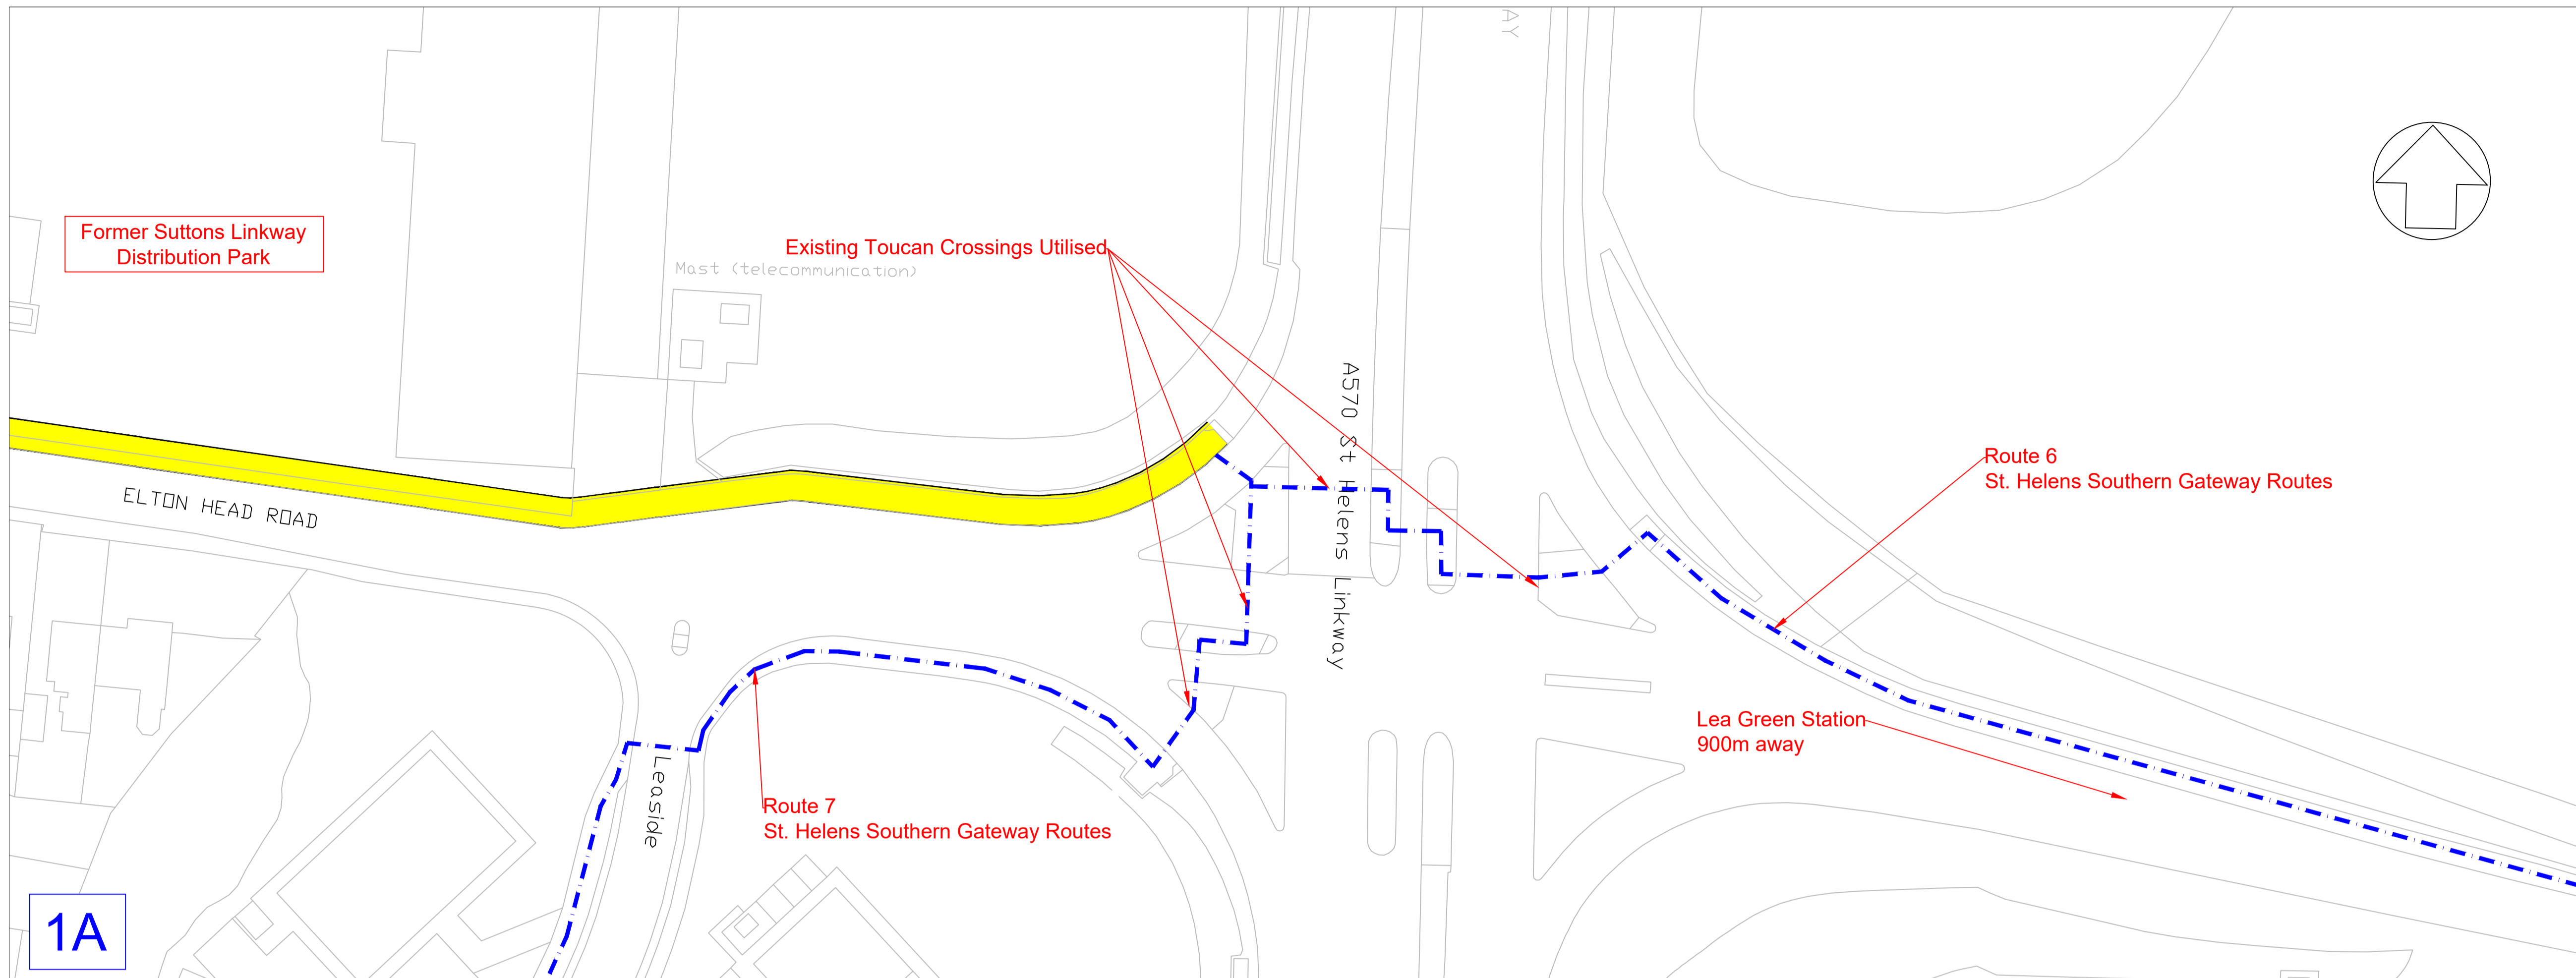 AY
Former Suttons Linkway
Distribution Park
Existing Toucan Crossings Utilised
Mast (telecommunication)
A570 St Helens Linkway
Route 6
St. Helens Southern Gateway Routes
ELTON HEAD ROAD
Lea Green Station
900m away
Leaside
Route 7
St. Helens Southern Gateway Routes
1A